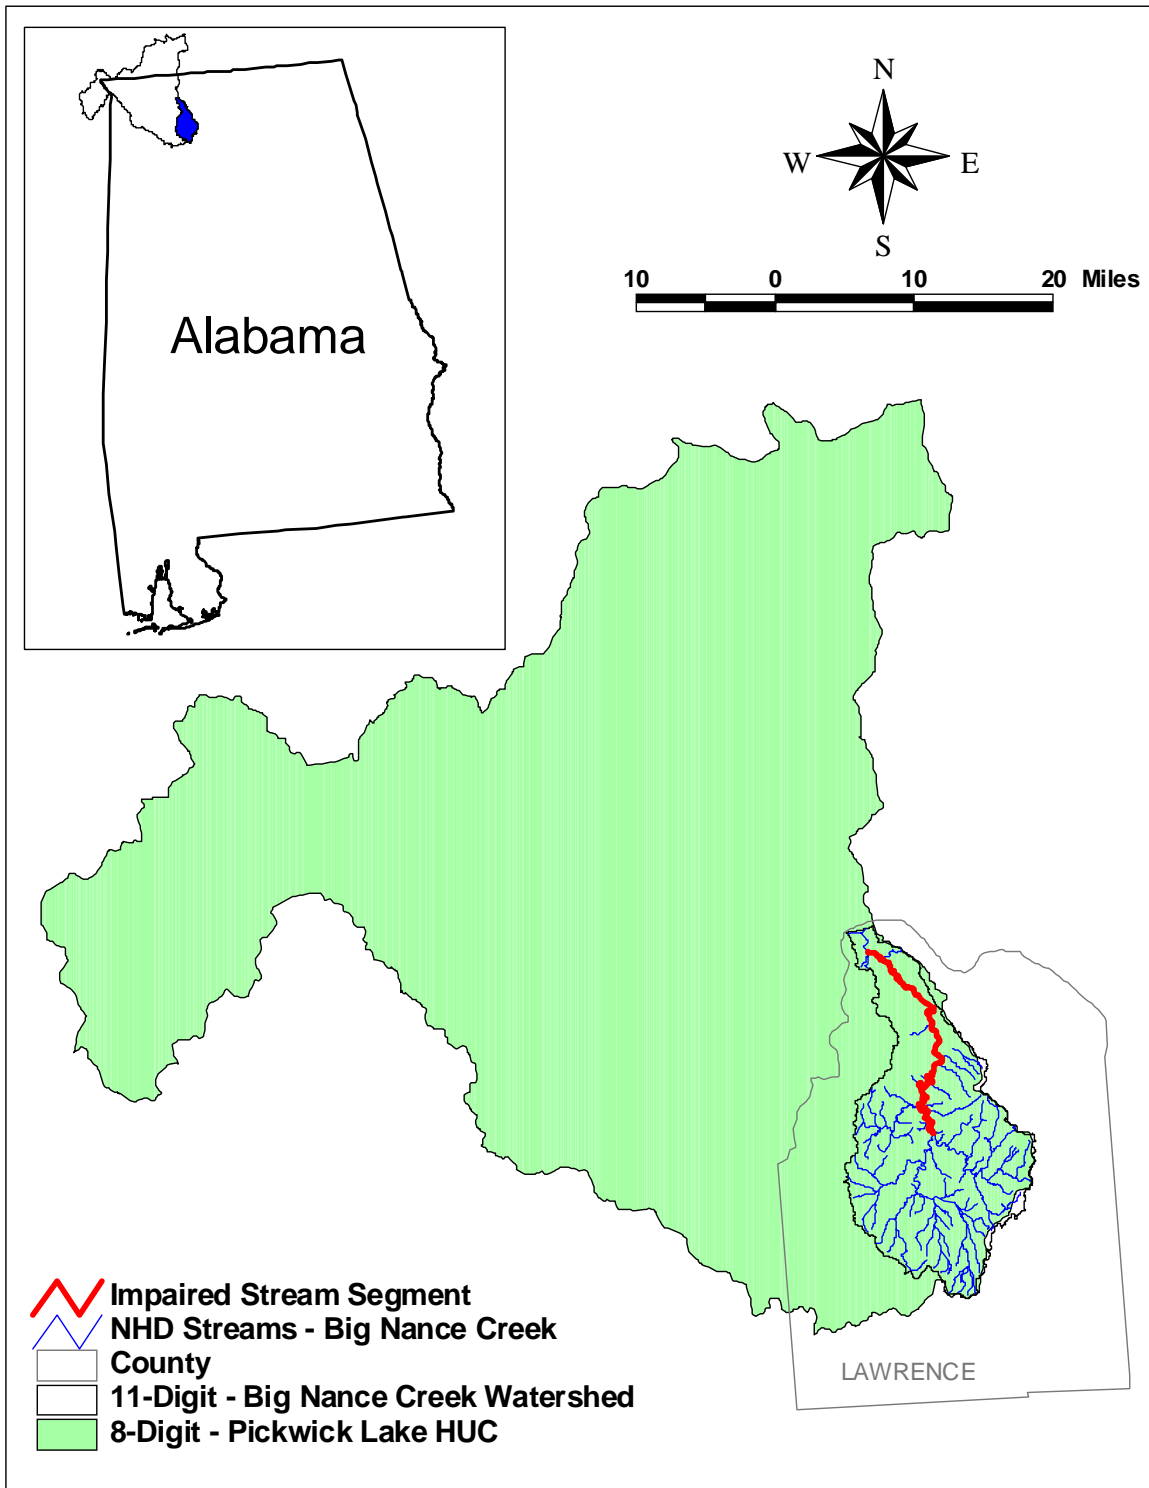 Alabama
N
W E
S
10 0 10 20 Miles
Impaired Stream Segment
NHD Streams - Big Nance Creek
County
11-Digit - Big Nance Creek Watershed
8-Digit - Pickwick Lake HUC
LAWRENCE